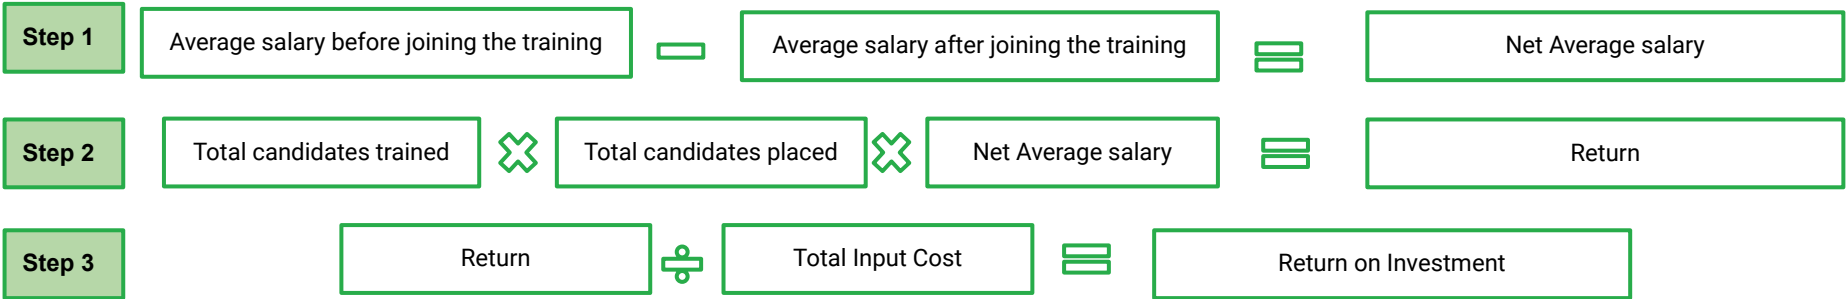 Step 1
Average salary before joining the training
Average salary after joining the training
Net Average salary
Step 2
Total candidates trained
Total candidates placed
Net Average salary
Return
Step 3
Return
Total Input Cost
Return on Investment